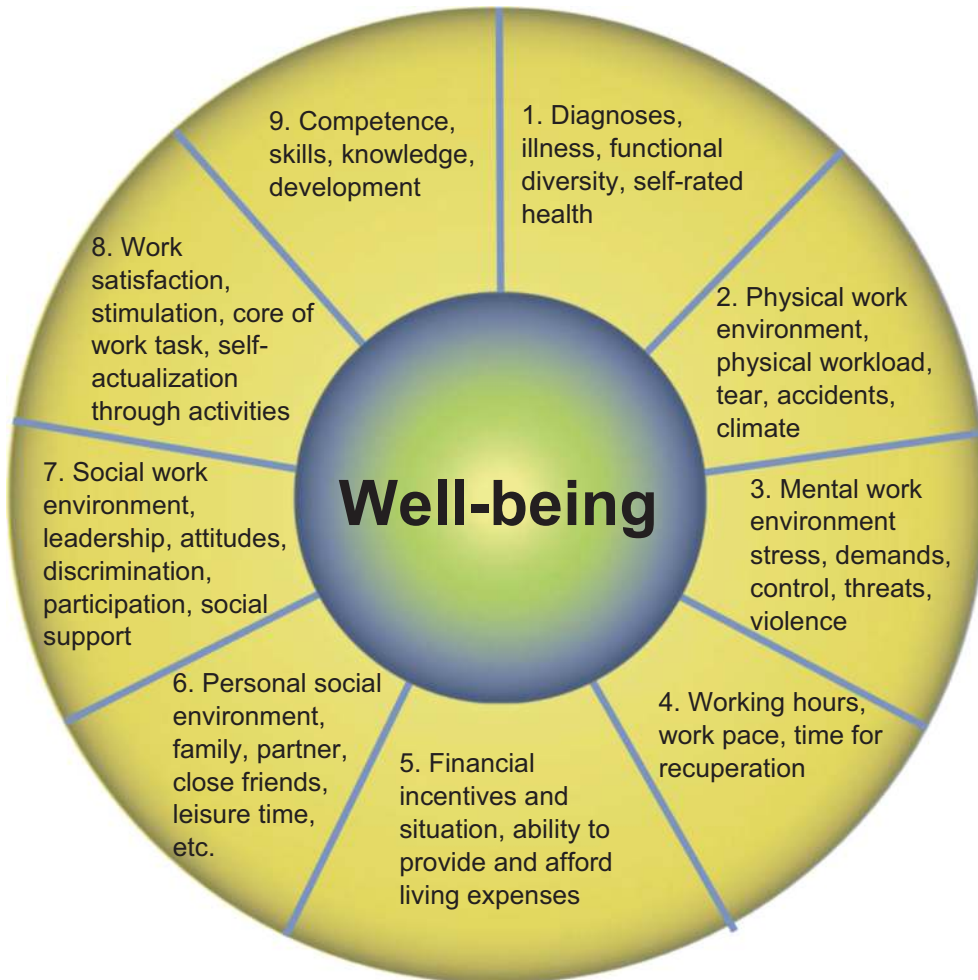 1. Diagnoses,
illness, functional
diversity, self-rated
health
2. Physical work
environment,
physical workload,
tear, accidents,
climate
3. Mental work
environment
stress, demands,
control, threats,
violence
4. Working hours,
work pace, time for
recuperation
5. Financial
incentives and
situation, ability to
provide and afford
living expenses
6. Personal social
environment,
family, partner,
close friends,
leisure time,
etc.
7. Social work
environment,
leadership, attitudes,
discrimination,
participation, social
support
8. Work
satisfaction,
stimulation, core of
work task, self-
actualization
through activities
9. Competence,
skills, knowledge,
development
Well-being